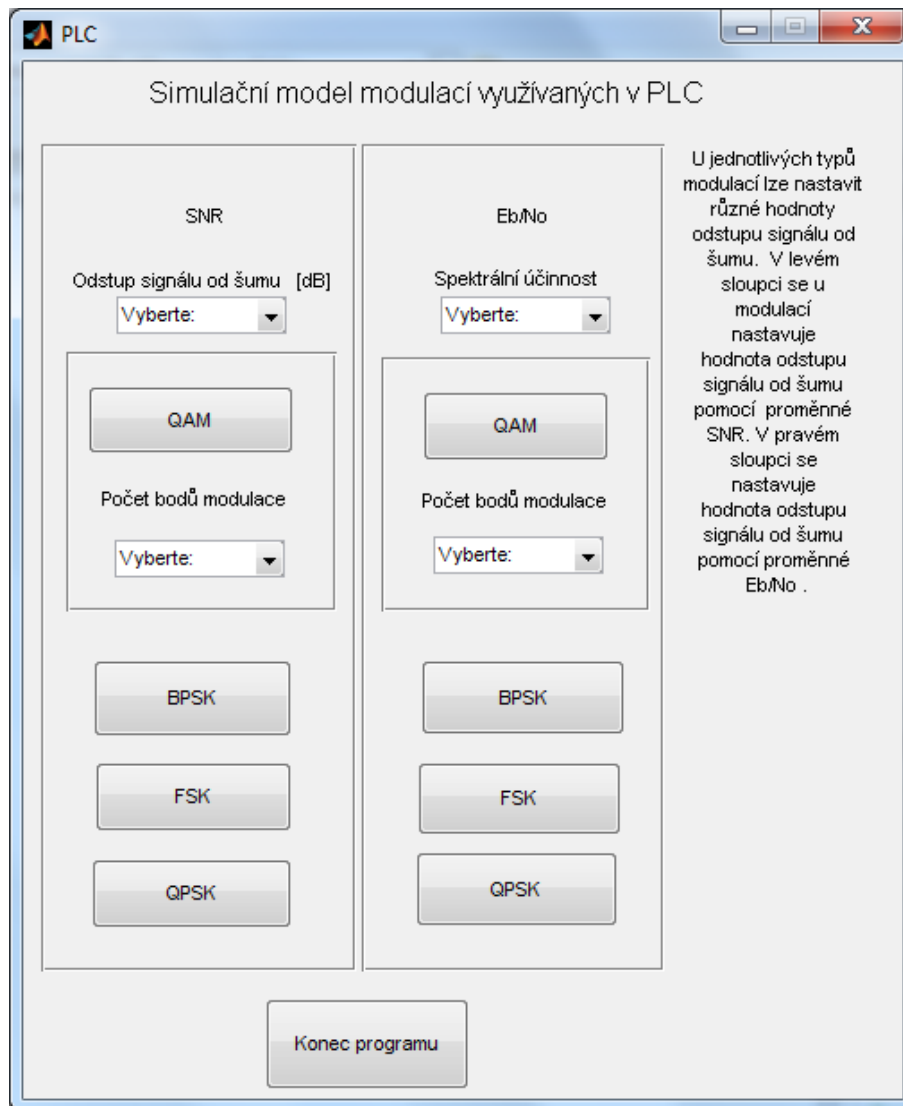 PLC
Simulační model modulací využívaných v PLC
SNR
Odstup signálu od šumu [dB]
Vyberte:
QAM
Počet bodů modulace
Vyberte:
BPSK
FSK
QPSK
Eb/No
Spektrální účinnost
Vyberte:
QAM
Počet bodů modulace
Vyberte:
BPSK
FSK
QPSK
U jednotlivých typů
modulací lze nastavit
různé hodnoty
odstupu signálu od
šumu. V levém
sloupci se u
modulací
nastavuje
hodnota odstupu
signálu od šumu
pomocí proměnné
SNR. V pravém
sloupci se
nastavuje
hodnota odstupu
signálu od šumu
pomocí proměnné
Eb/No .
Konec programu